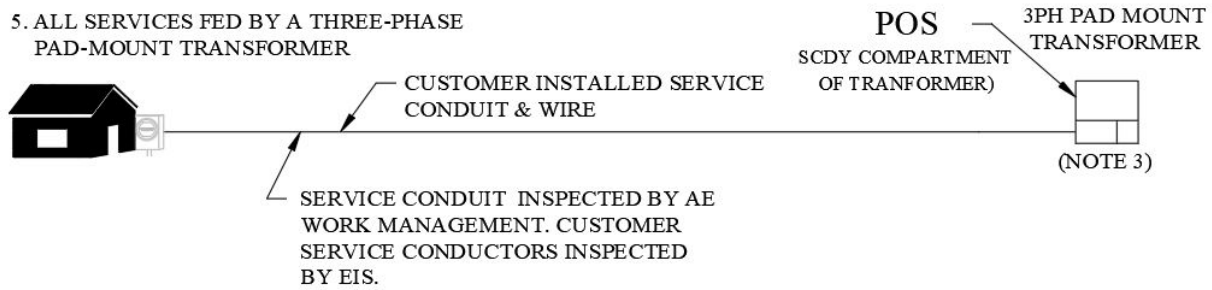 5. ALL SERVICES FED BY A THREE-PHASE
PAD-MOUNT TRANSFORMER
POS
SCDY COMPARTMENT
OF TRANFORMER)
3PH PAD MOUNT
TRANSFORMER
CUSTOMER INSTALLED SERVICE
CONDUIT & WIRE
(NOTE 3)
SERVICE CONDUIT INSPECTED BY AE
WORK MANAGEMENT. CUSTOMER
SERVICE CONDUCTORS INSPECTED
BY EIS.